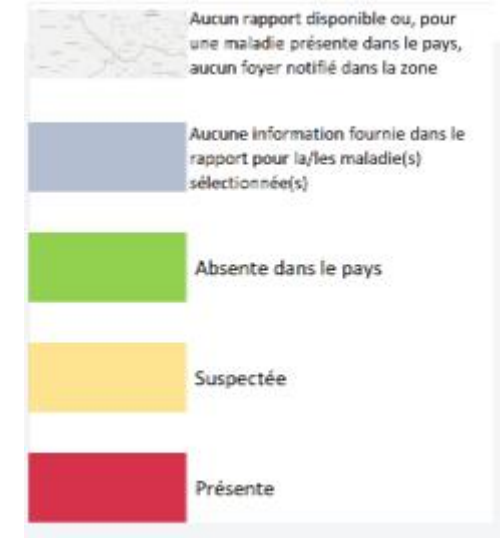 Aucun rapport disponible ou, pour
une maladie présente dans le pays,
aucun foyer notifié dans la zone
Aucune information fournie dans le
rapport pour la/les maladie(s)
sélectionnée(s)
Absente dans le pays
Suspectée
Présente